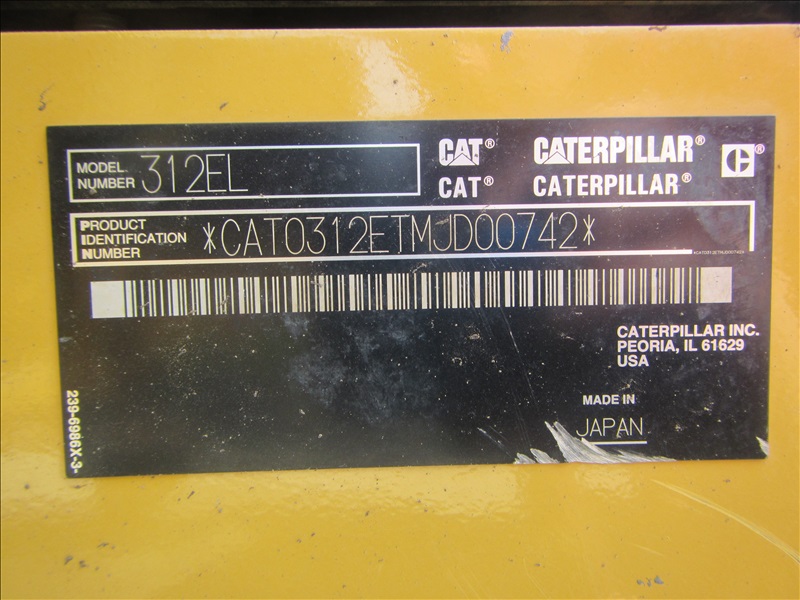 MODEL
NUMBER 312EL
CAT® CATERPILLAR® C®
CAT® CATERPILLAR®
PRODUCT
IDENTIFICATION
NUMBER
*CAT0312ETMJD00742*
*CAT0312ETMJD00742*
CATERPILLAR INC.
PEORIA, IL 61629
USA
MADE IN
JAPAN
239-6986X-3-